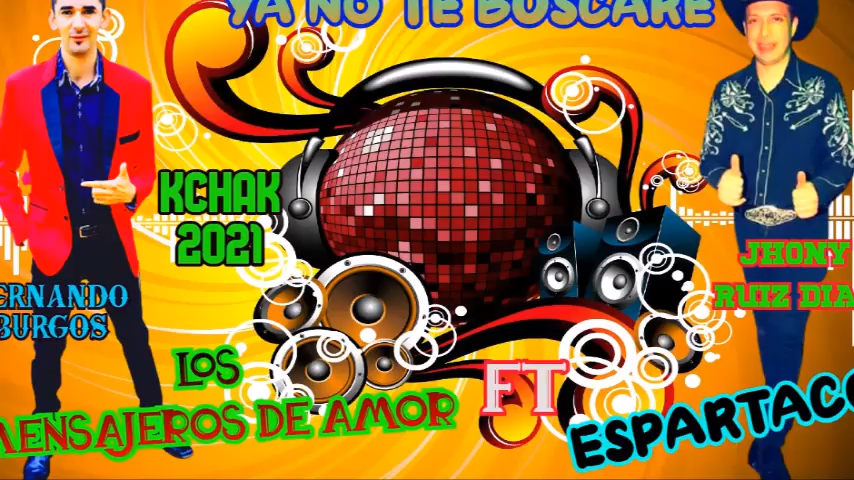 YA NO TE BUSCARE
KCHAK
2021
ERNANDO
BURGOS
JHONY
RUIZ DIA
LOS
MENSAJEROS DE AMOR
FT
ESPARTACO